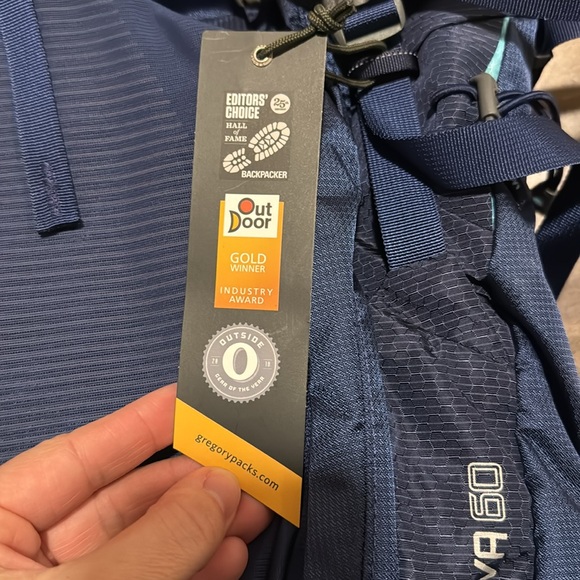 EDITORS'
CHOICE
25th
HALL
of
FAME
BACKPACKER
Out
Door
GOLD
WINNER
INDUSTRY
AWARD
OUTSIDE
O
GEAR OF THE YEAR
gregorypacks.com
VA 60